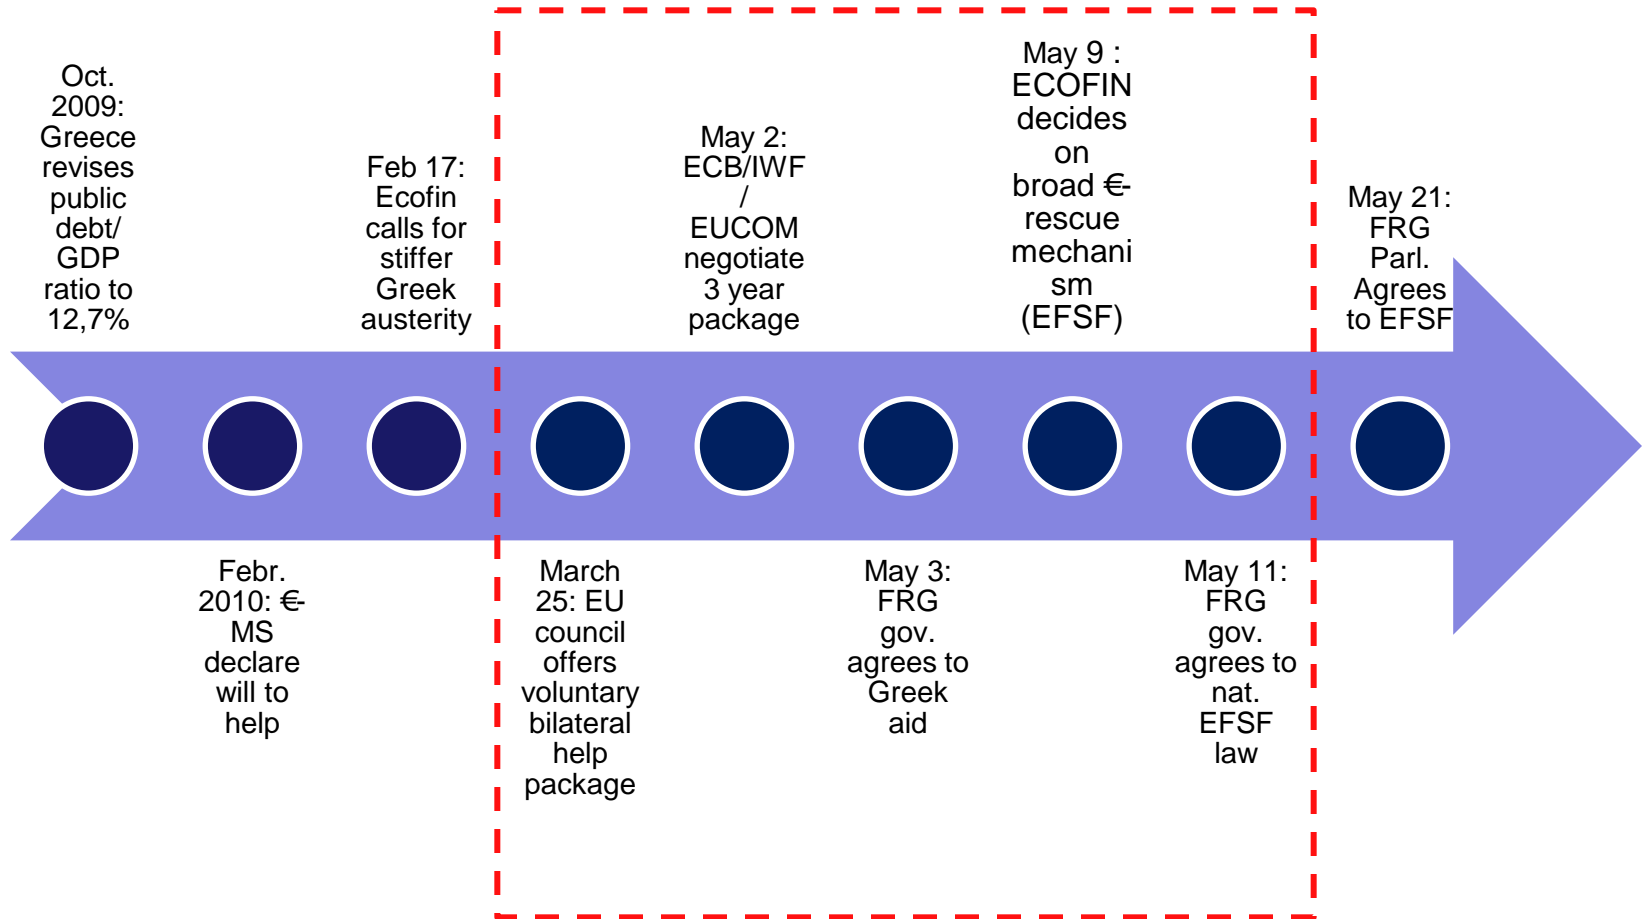 Oct.
2009:
Greece
revises
public
debt/
GDP
ratio to
12,7%
Febr.
2010: €-
MS
declare
will to
help
Feb 17:
Ecofin
calls for
stiffer
Greek
austerity
March
25: EU
council
offers
voluntary
bilateral
help
package
May 2:
ECB/IWF
/
EUCOM
negotiate
3 year
package
May 3:
FRG
gov.
agrees to
Greek
aid
May 9 :
ECOFIN
decides
on
broad €-
rescue
mechani
sm
(EFSF)
May 11:
FRG
gov.
agrees to
nat.
EFSF
law
May 21:
FRG
Parl.
Agrees
to EFSF